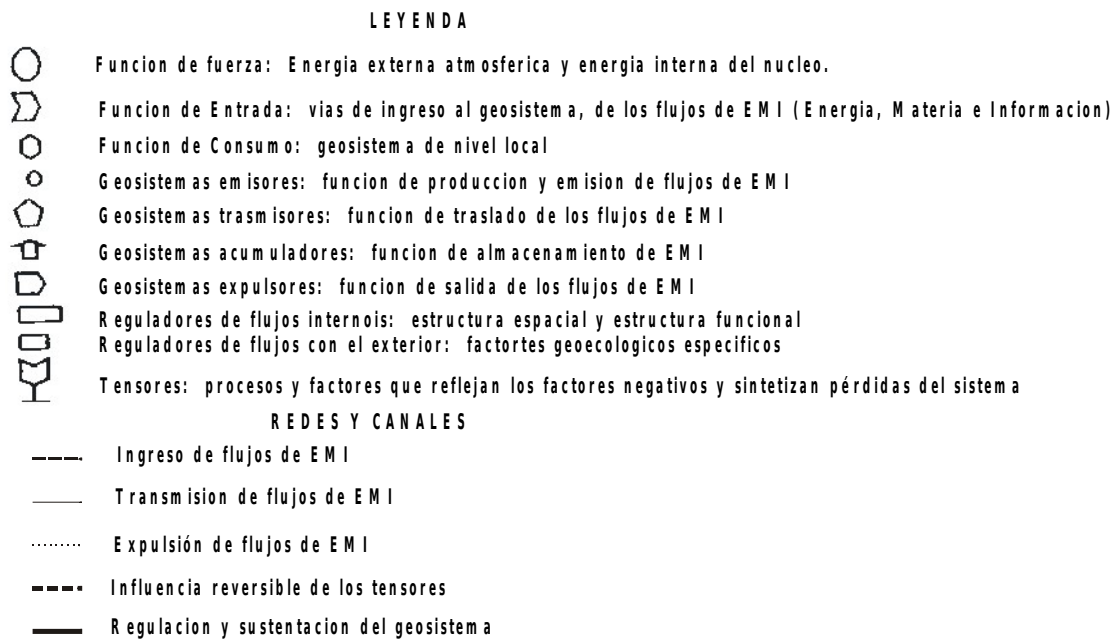 LEYENDA
Funcion de fuerza: Energia externa atmosferica y energia interna del nucleo.
Funcion de Entrada: vias de ingreso al geosistema, de los flujos de EMI (Energia, Materia e Informacion)
Funcion de Consumo: geosistema de nivel local
Geosistemas emisores: funcion de produccion y emision de flujos de EMI
Geosistemas trasmisores: funcion de traslado de los flujos de EMI
Geosistemas acumuladores: funcion de almacenamiento de EMI
Geosistemas expulsores: funcion de salida de los flujos de EMI
Reguladores de flujos internois: estructura espacial y estructura funcional
Reguladores de flujos con el exterior: factortes geoecologicos especificos
Tensores: procesos y factores que reflejan los factores negativos y sintetizan pérdidas del sistema
REDES Y CANALES
Ingreso de flujos de EMI
Transmision de flujos de EMI
Expulsión de flujos de EMI
Influencia reversible de los tensores
Regulacion y sustentacion del geosistema